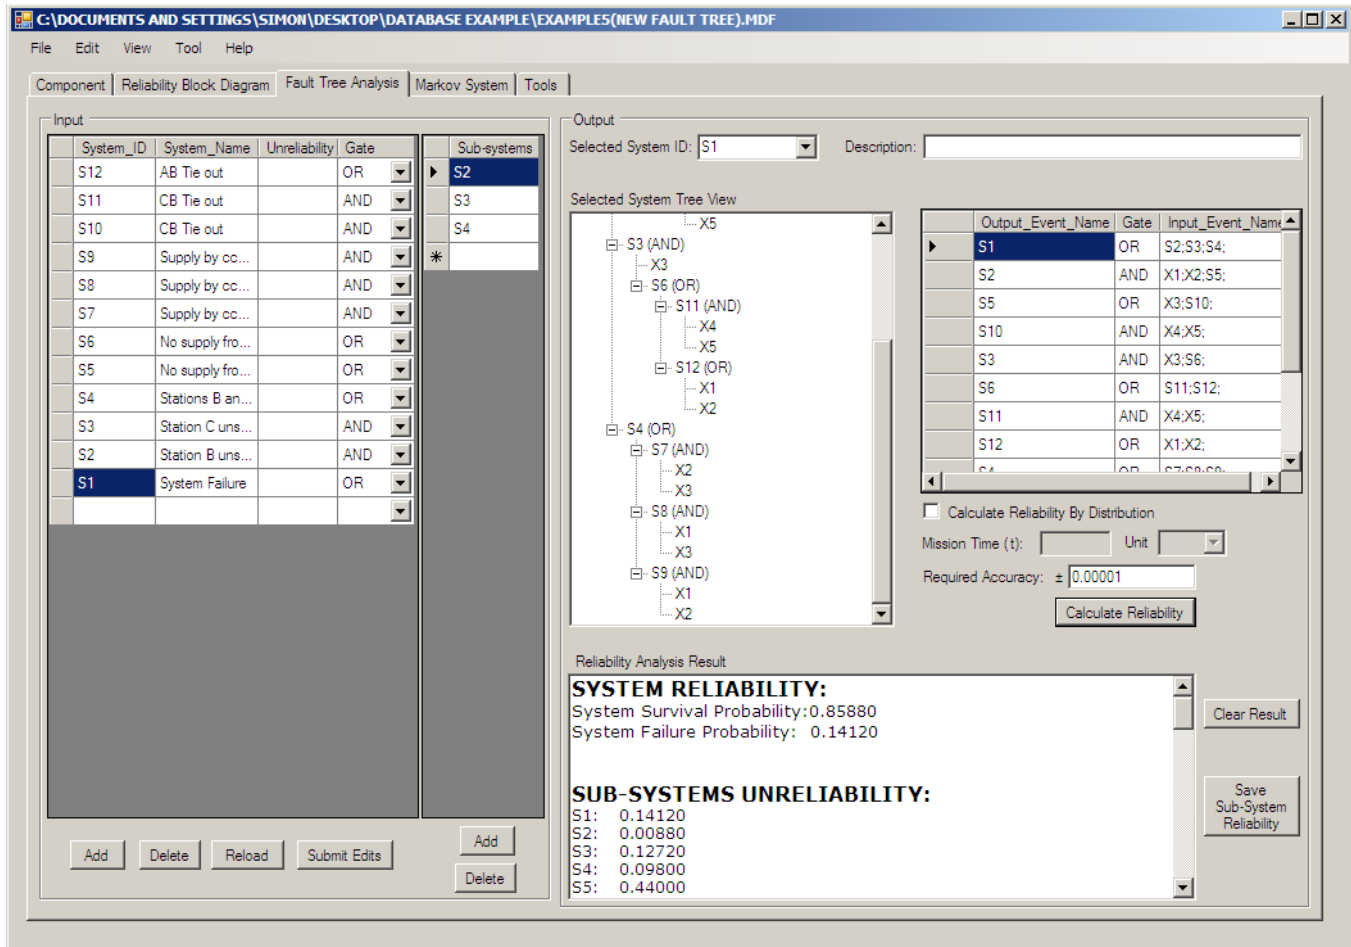 C:\DOCUMENTS AND SETTINGS\SIMON\DESKTOP\DATABASE EXAMPLE\EXAMPLE5(NEW FAULT TREE).MDF
File Edit View Tool Help
Component Reliability Block Diagram Fault Tree Analysis Markov System Tools
Input
System_ID System_Name Unreliability Gate
S12 AB Tie out OR
S11 CB Tie out AND
S10 CB Tie out AND
S9 Supply by cc... AND
S8 Supply by cc... AND
S7 Supply by cc... AND
S6 No supply fro... OR
S5 No supply fro... OR
S4 Stations B an... OR
S3 Station C uns... AND
S2 Station B uns... AND
S1 System Failure OR
Sub-systems
S2
S3
S4
Add Delete Reload Submit Edits
Add
Delete
Output
Selected System ID: S1 Description:
Selected System Tree View
X5
S3 (AND)
X3
S6 (OR)
S11 (AND)
X4
X5
S12 (OR)
X1
X2
S4 (OR)
S7 (AND)
X2
X3
S8 (AND)
X1
X3
S9 (AND)
X1
X2
Output_Event_Name Gate Input_Event_Name
S1 OR S2;S3;S4;
S2 AND X1;X2;S5;
S5 OR X3;S10;
S10 AND X4;X5;
S3 AND X3;S6;
S6 OR S11;S12;
S11 AND X4;X5;
S12 OR X1;X2;
S4 OR S7;S8;S9;
Calculate Reliability By Distribution
Mission Time (t): Unit
Required Accuracy: ± 0.00001
Calculate Reliability
Reliability Analysis Result
SYSTEM RELIABILITY:
System Survival Probability:0.85880
System Failure Probability: 0.14120
SUB-SYSTEMS UNRELIABILITY:
S1: 0.14120
S2: 0.00880
S3: 0.12720
S4: 0.09800
S5: 0.44000
Clear Result
Save
Sub-System
Reliability